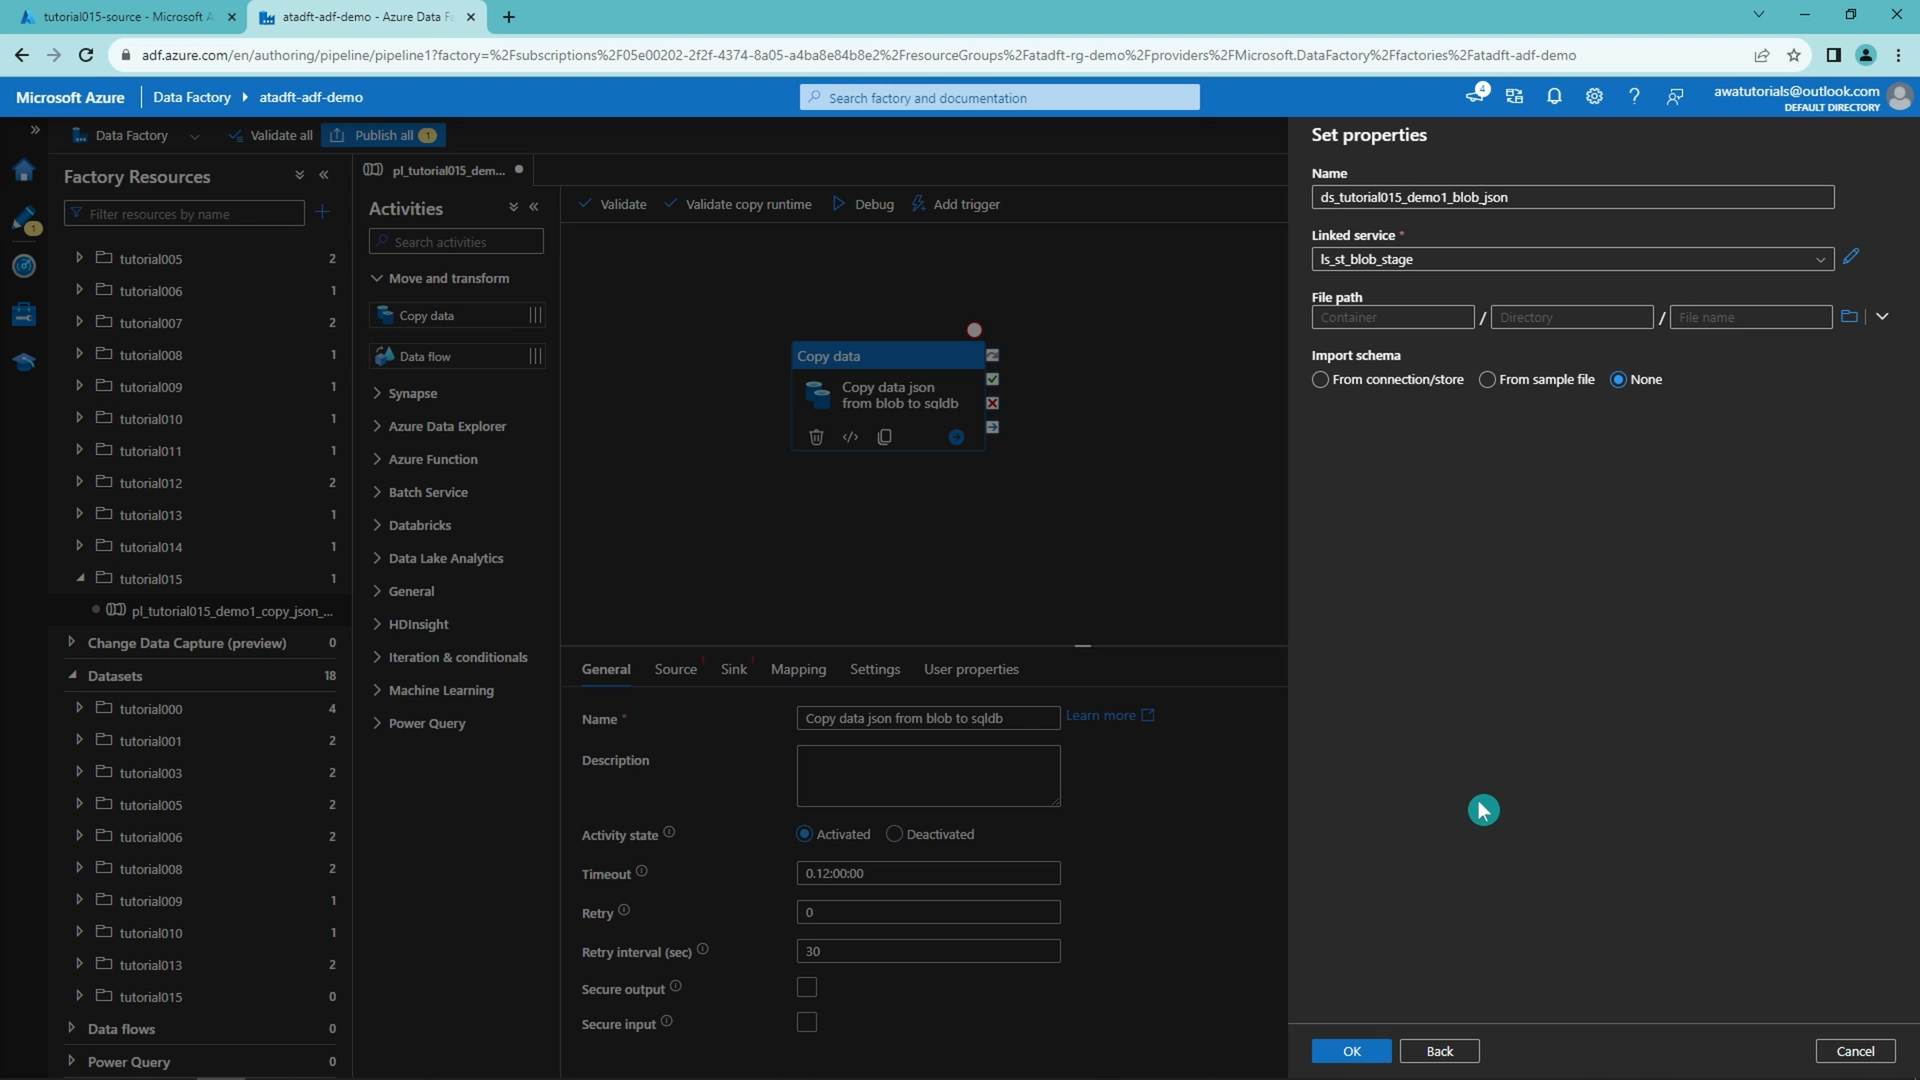 tutorial015-source - Microsoft A
atadft-adf-demo - Azure Data Fa
adf.azure.com/en/authoring/pipeline/pipeline1?factory=%2Fsubscriptions%2F05e00202-2f2f-4374-8a05-a4ba8e84b8e2%2FresourceGroups%2Fatadft-rg-demo%2Fproviders%2FMicrosoft.DataFactory%2Ffactories%2Fatadft-adf-demo
Microsoft Azure
Data Factory
atadft-adf-demo
Search factory and documentation
4
awatutorials@outlook.com
DEFAULT DIRECTORY
Data Factory
Validate all
Publish all 1
Factory Resources
Filter resources by name
1
tutorial005 2
tutorial006 1
tutorial007 2
tutorial008 1
tutorial009 1
tutorial010 1
tutorial011 1
tutorial012 2
tutorial013 1
tutorial014 1
tutorial015 1
pl_tutorial015_demo1_copy_json_...
Change Data Capture (preview) 0
Datasets 18
tutorial000 4
tutorial001 2
tutorial003 2
tutorial005 2
tutorial006 2
tutorial008 2
tutorial009 1
tutorial010 1
tutorial013 2
tutorial015 0
Data flows 0
Power Query 0
pl_tutorial015_dem...
Activities
Search activities
Move and transform
Copy data
Data flow
Synapse
Azure Data Explorer
Azure Function
Batch Service
Databricks
Data Lake Analytics
General
HDInsight
Iteration & conditionals
Machine Learning
Power Query
Validate
Validate copy runtime
Debug
Add trigger
Copy data
Copy data json
from blob to sqldb
General
Source 1
Sink 1
Mapping
Settings
User properties
Name *
Copy data json from blob to sqldb
Learn more
Description
Activity state
Activated
Deactivated
Timeout
0.12:00:00
Retry
0
Retry interval (sec)
30
Secure output
Secure input
Set properties
Name
ds_tutorial015_demo1_blob_json
Linked service *
ls_st_blob_stage
File path
Container / Directory / File name
Import schema
From connection/store
From sample file
None
OK
Back
Cancel